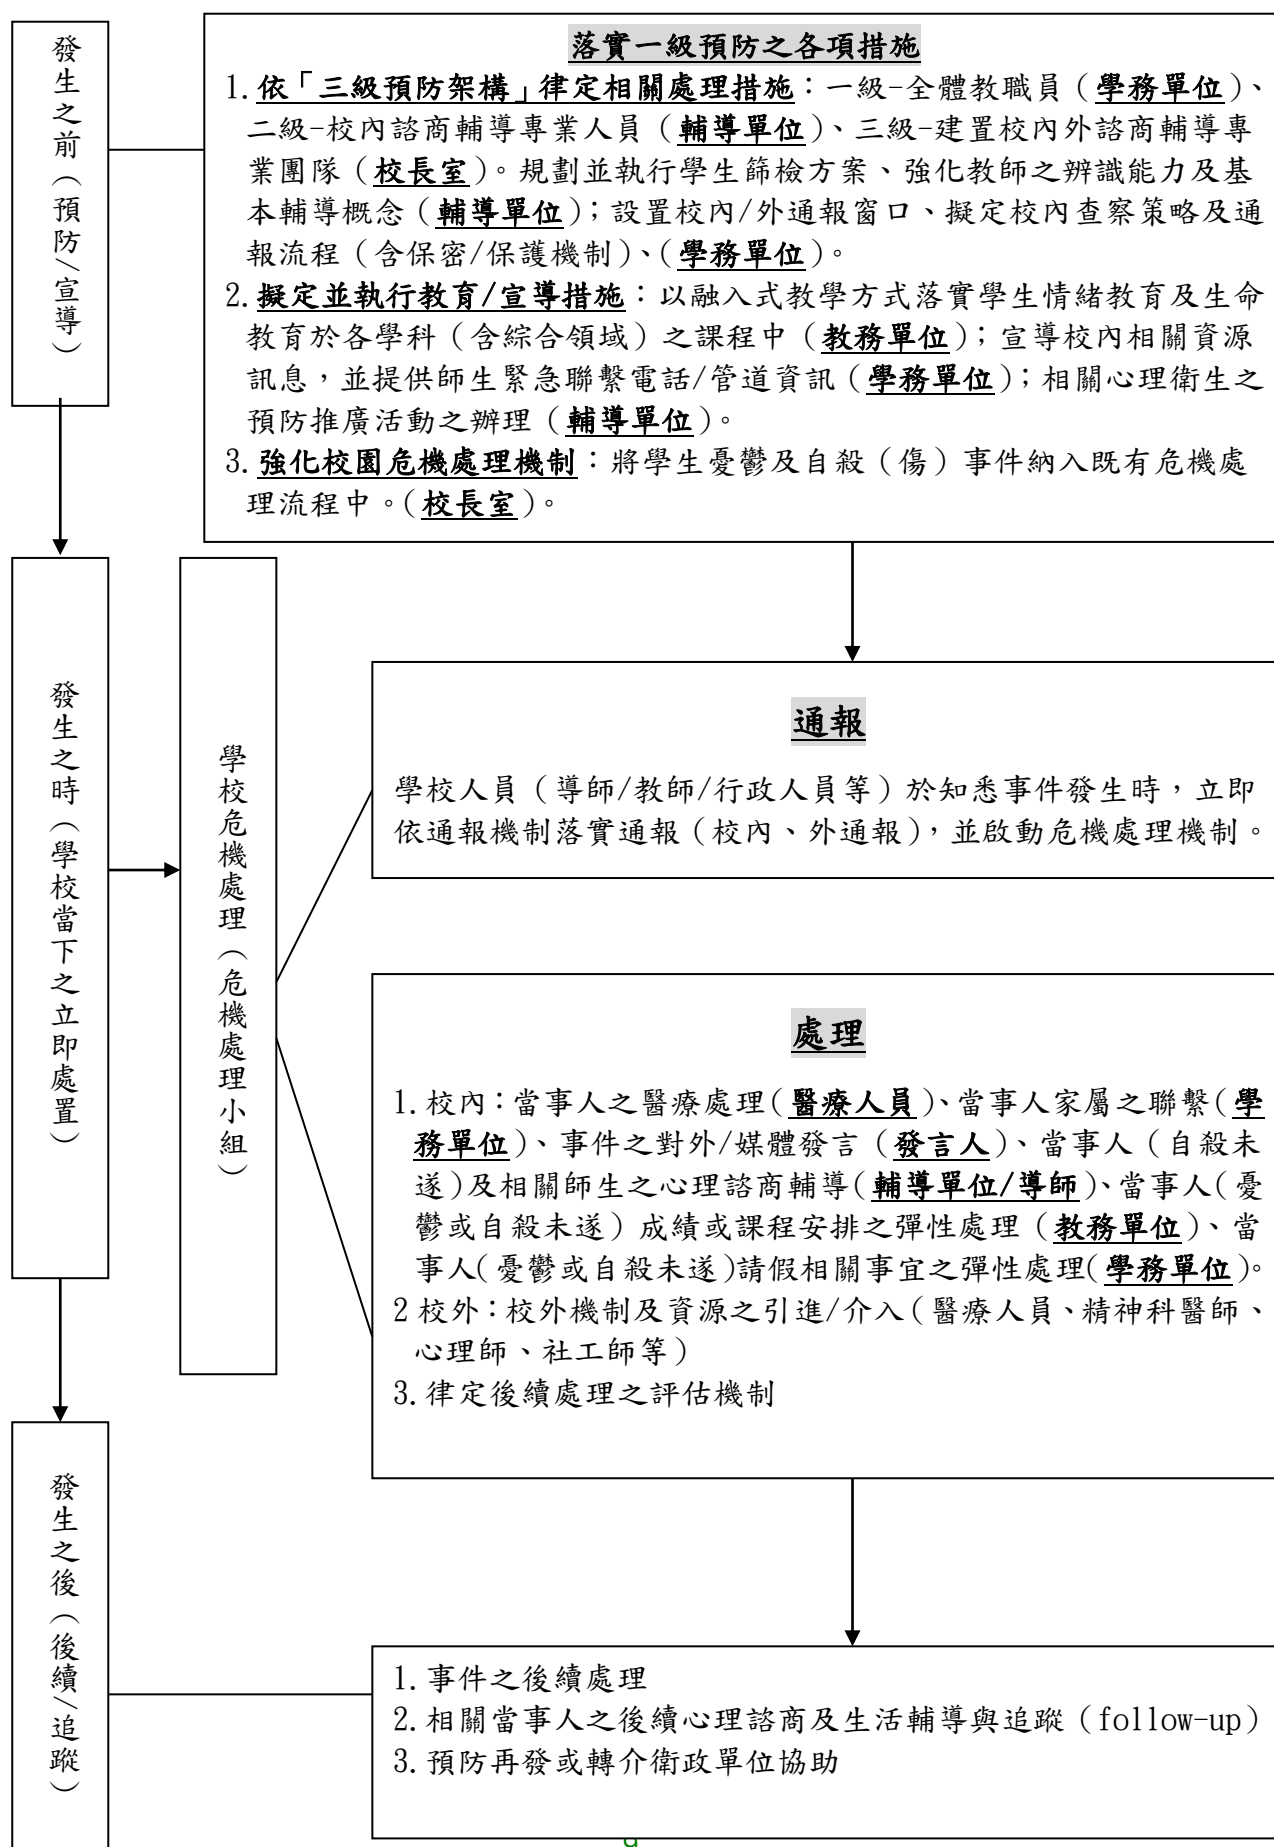 發生之前（預防/宣導）
落實一級預防之各項措施
1.依「三級預防架構」律定相關處理措施：一級-全體教職員（學務單位）、
二級-校內諮商輔導專業人員（輔導單位）、三級-建置校內外諮商輔導專
業團隊（校長室）。規劃並執行學生篩檢方案、強化教師之辨識能力及基
本輔導概念（輔導單位）；設置校內/外通報窗口、擬定校內查察策略及通
報流程（含保密/保護機制）、（學務單位）。
2.擬定並執行教育/宣導措施：以融入式教學方式落實學生情緒教育及生命
教育於各學科（含綜合領域）之課程中（教務單位）；宣導校內相關資源
訊息，並提供師生緊急聯繫電話/管道資訊（學務單位）；相關心理衛生之
預防推廣活動之辦理（輔導單位）。
3.強化校園危機處理機制：將學生憂鬱及自殺（傷）事件納入既有危機處
理流程中。（校長室）。
發生之時（學校當下之立即處置）
學校危機處理（危機處理小組）
通報
學校人員（導師/教師/行政人員等）於知悉事件發生時，立即
依通報機制落實通報（校內、外通報），並啟動危機處理機制。
處理
1.校內：當事人之醫療處理（醫療人員）、當事人家屬之聯繫（學
務單位）、事件之對外/媒體發言（發言人）、當事人（自殺未
遂）及相關師生之心理諮商輔導（輔導單位/導師）、當事人（憂
鬱或自殺未遂）成績或課程安排之彈性處理（教務單位）、當
事人（憂鬱或自殺未遂）請假相關事宜之彈性處理（學務單位）。
2 校外：校外機制及資源之引進/介入（醫療人員、精神科醫師、
心理師、社工師等）
3.律定後續處理之評估機制
發生之後（後續/追蹤）
1.事件之後續處理
2.相關當事人之後續心理諮商及生活輔導與追蹤（follow-up）
3.預防再發或轉介衛政單位協助